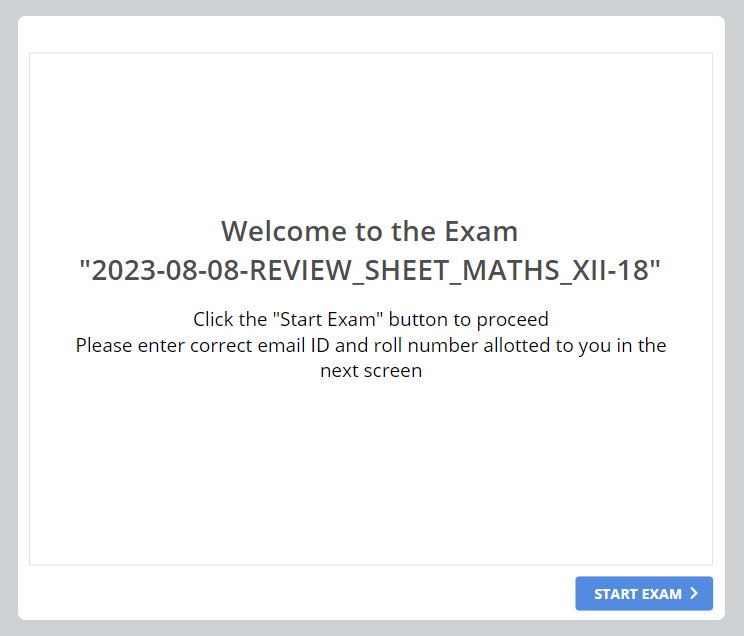 Welcome to the Exam
"2023-08-08-REVIEW_SHEET_MATHS_XII-18"
Click the "Start Exam" button to proceed
Please enter correct email ID and roll number allotted to you in the
next screen
START EXAM